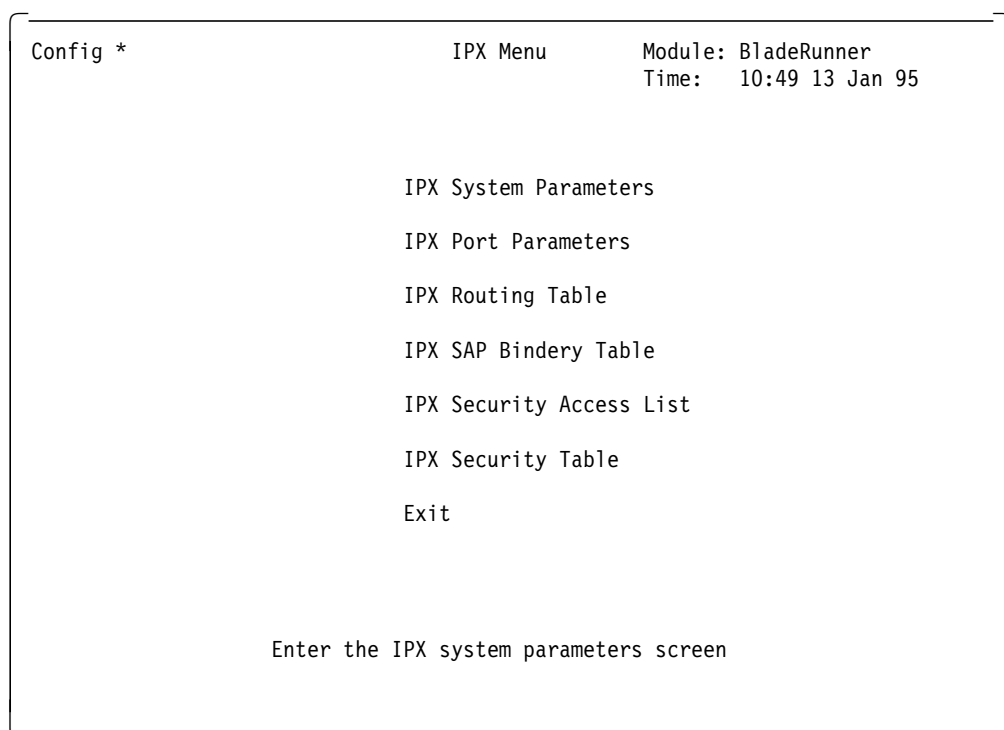 Config * IPX Menu Module: BladeRunner
Time: 10:49 13 Jan 95
IPX System Parameters
IPX Port Parameters
IPX Routing Table
IPX SAP Bindery Table
IPX Security Access List
IPX Security Table
Exit
Enter the IPX system parameters screen